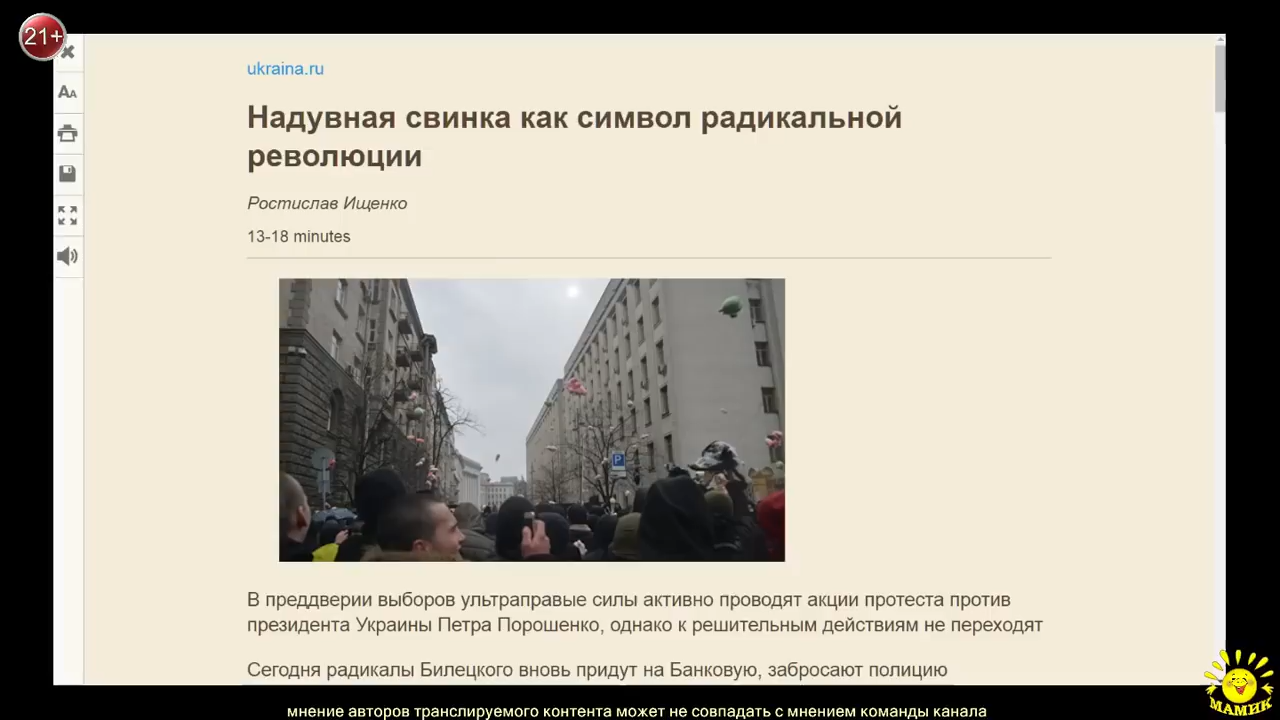 21+
ukraina.ru
Надувная свинка как символ радикальной
революции
Ростислав Ищенко
13-18 minutes
P
В преддверии выборов ультраправые силы активно проводят акции протеста против
президента Украины Петра Порошенко, однако к решительным действиям не переходят
Сегодня радикалы Билецкого вновь придут на Банковую, забросают полицию
МАМИК
мнение авторов транслируемого контента может не совпадать с мнением команды канала